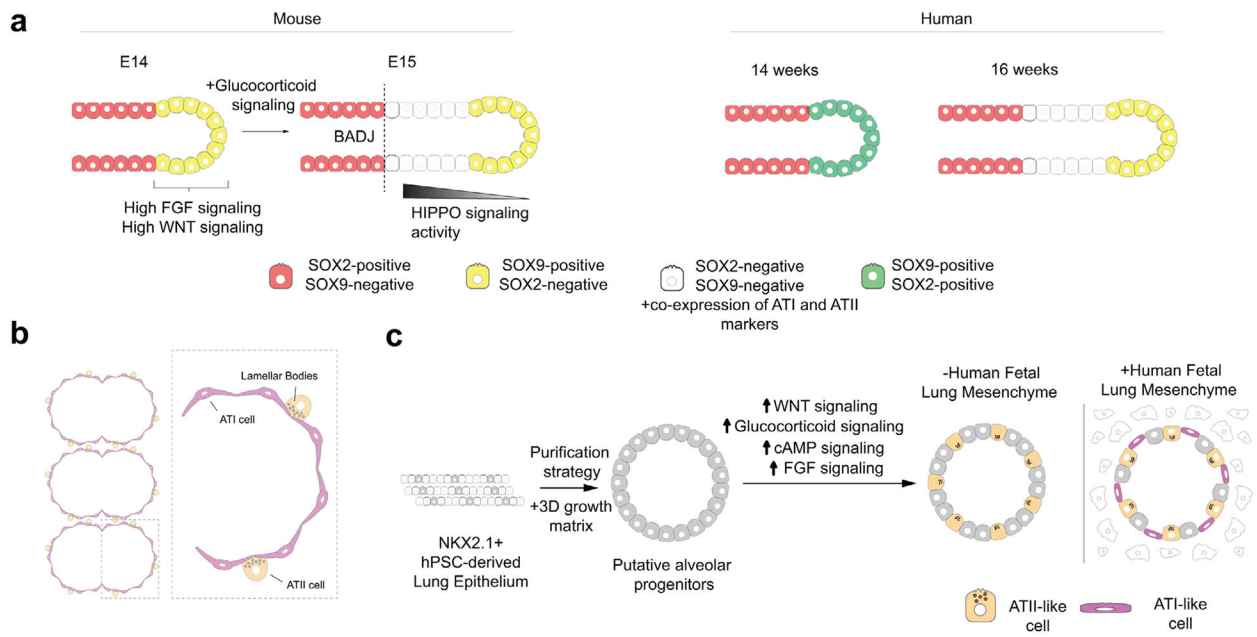 a
Mouse
E14
+Glucocorticoid
signaling
E15
BADJ
High FGF signaling
High WNT signaling
HIPPO signaling
activity
Human
14 weeks
16 weeks
SOX2-positive
SOX9-negative
SOX9-positive
SOX2-negative
SOX2-negative
SOX9-negative
+co-expression of ATI and ATII
markers
SOX9-positive
SOX2-positive
b
Lamellar Bodies
ATI cell
ATII cell
c
NKX2.1+
hPSC-derived
Lung Epithelium
Purification
strategy
+3D growth
matrix
Putative alveolar
progenitors
WNT signaling
Glucocorticoid signaling
cAMP signaling
FGF signaling
-Human Fetal
Lung Mesenchyme
+Human Fetal
Lung Mesenchyme
ATII-like
cell
ATI-like
cell